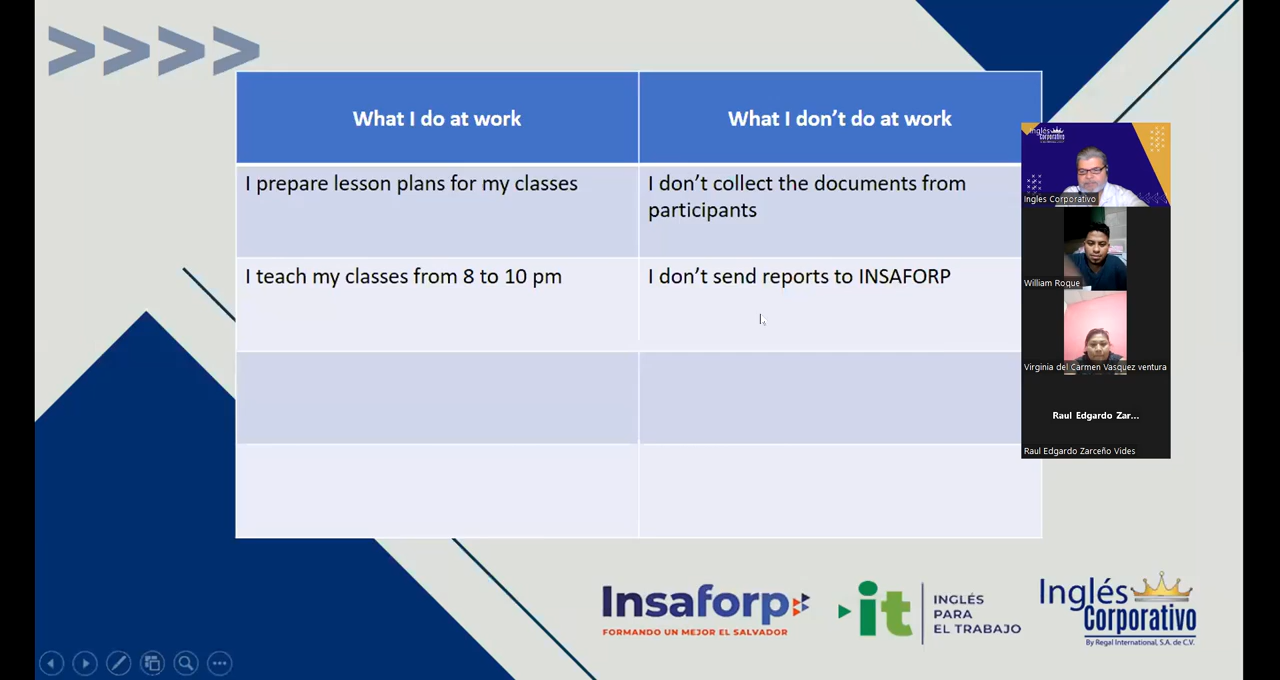 >>>>
What I do at work
What I don't do at work
I prepare lesson plans for my classes
I don't collect the documents from
participants
I teach my classes from 8 to 10 pm
I don't send reports to INSAFORP
Inglés
Corporativo
Ingles Corporativo
William Roque
Virginia del Carmen Vasquez ventura
Raul Edgardo Zar...
Raul Edgardo Zarceño Vides
Insaforp
FORMANDO UN MEJOR EL SALVADOR
it
INGLÉS
PARA
EL TRABAJO
Inglés
Corporativo
By Regal International, S.A. de C.V.